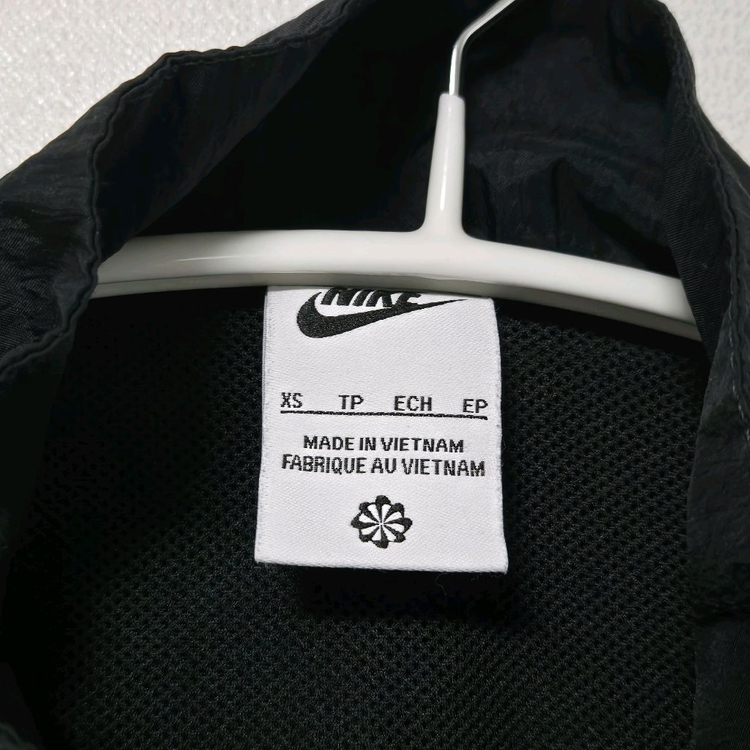 NIKE
XS TP ECH EP
MADE IN VIETNAM
FABRIQUE AU VIETNAM